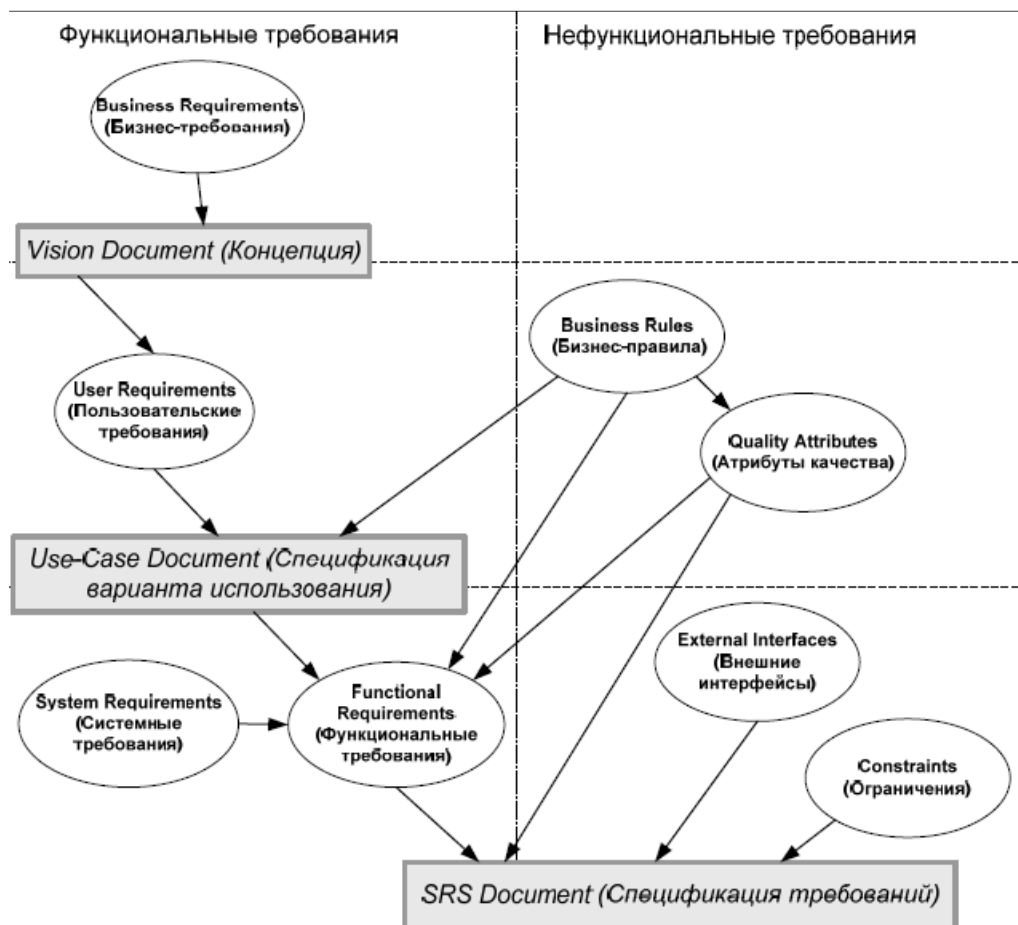 Функциональные требования
Нефункциональные требования
Business Requirements
(Бизнес-требования)
Vision Document (Концепция)
Business Rules
(Бизнес-правила)
User Requirements
(Пользовательские
требования)
Quality Attributes
(Атрибуты качества)
Use-Case Document (Спецификация
варианта использования)
External Interfaces
(Внешние
интерфейсы)
System Requirements
(Системные
требования)
Functional
Requirements
(Функциональные
требования)
Constraints
(Ограничения)
SRS Document (Спецификация требований)